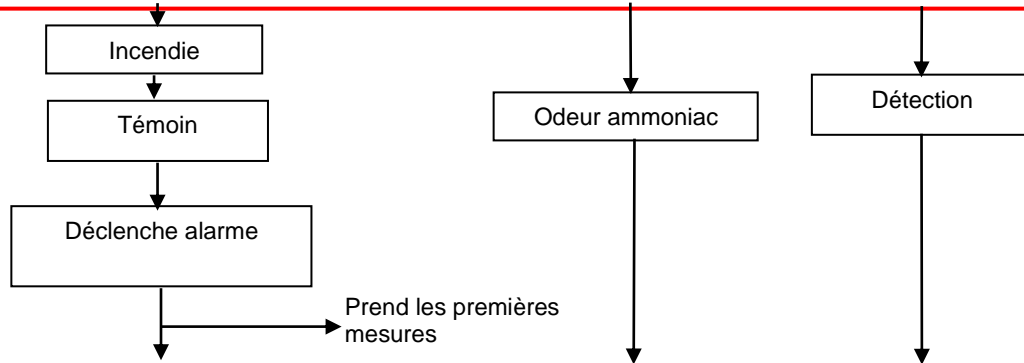 Incendie
Témoin
Déclenche alarme
Prend les premières
mesures
Odeur ammoniac
Détection